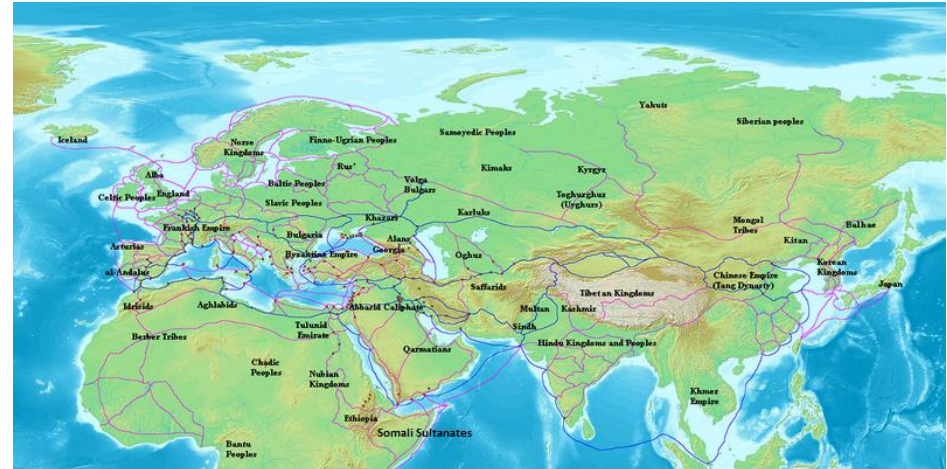 Yakuts
Siberian peoples
Iceland
Norse
Kingdoms
Finno-Ugrian Peoples
Samoyedic Peoples
Rus'
Kimaks
Kyrgyz
Alba
England
Celtic Peoples
Baltic Peoples
Slavic Peoples
Volga
Bulgars
Toghurghuz
(Uyghurs)
Khazars
Karluks
Mongol
Tribes
Balhae
Frankish Empire
Bulgaria
Alans
Kitan
Asturias
Byzantine Empire
Georgia
Oghuz
Korean
Kingdoms
al-Andalus
Saffarids
Chinese Empire
(Tang Dynasty)
Japan
Idrisids
Aghlabids
Abbasid Caliphate
Multan
Kashmir
Tibetan Kingdoms
Berber Tribes
Tulunid
Emirate
Sindh
Qarmatians
Hindu Kingdoms and Peoples
Chadic
Peoples
Nubian
Kingdoms
Khmer
Empire
Ethiopia
Somali Sultanates
Bantu
Peoples